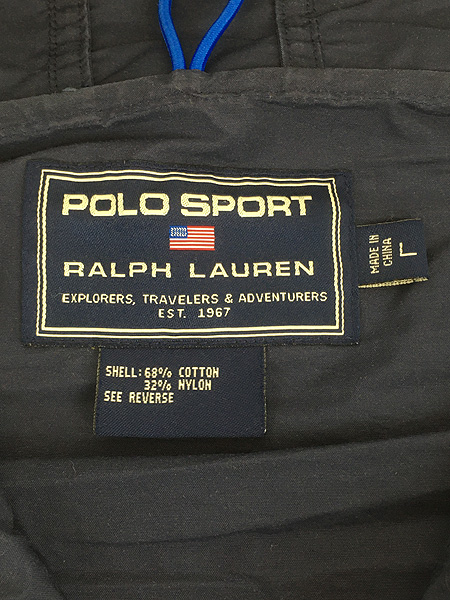 POLO SPORT
RALPH LAUREN
EXPLORERS, TRAVELERS & ADVENTURERS
EST. 1967
MADE IN
CHINA
L
SHELL: 68% COTTON
32% NYLON
SEE REVERSE